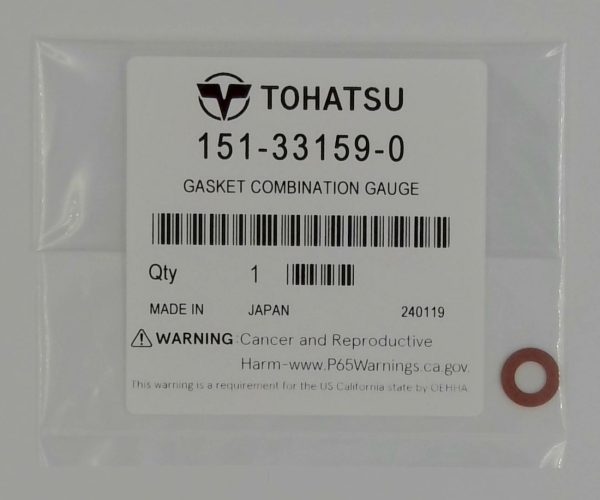 TOHATSU
151-33159-0
GASKET COMBINATION GAUGE
Qty 1
MADE IN JAPAN 240119
WARNING Cancer and Reproductive
Harm-www.P65Warnings.ca.gov.
This warning is a requirement for the US California state by OEHHA